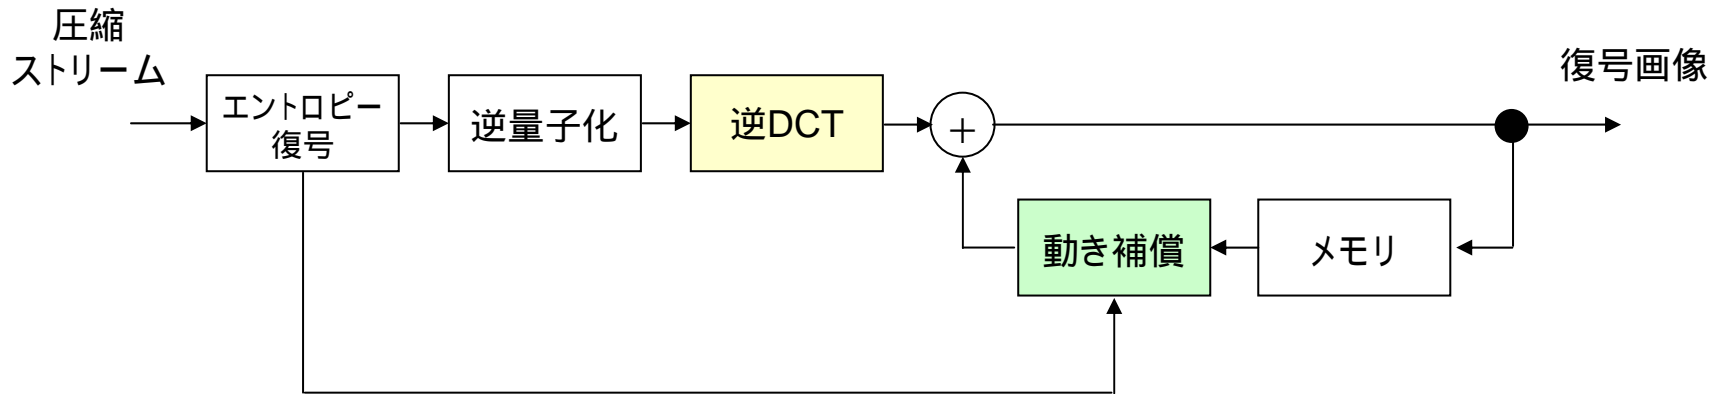 圧縮
ストリーム
エントロピー
復号
逆量子化
逆DCT
+
復号画像
動き補償
メモリ